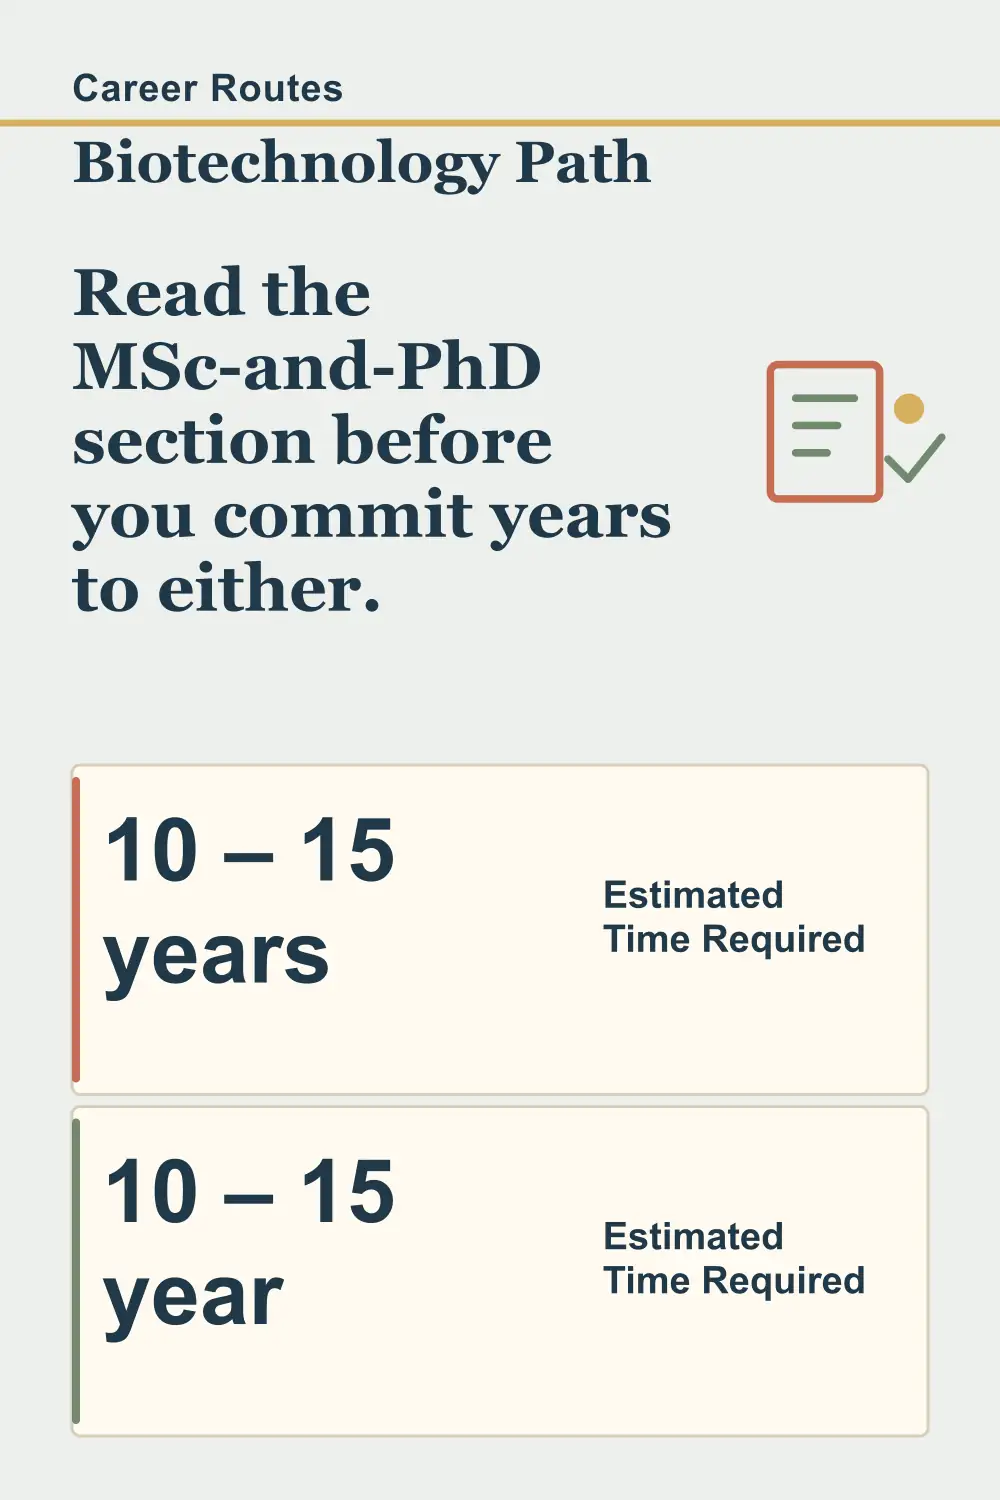 Career Routes
Biotechnology Path
Read the
MSc-and-PhD
section before
you commit years
to either.
10 – 15
years
Estimated
Time Required
10 – 15
year
Estimated
Time Required